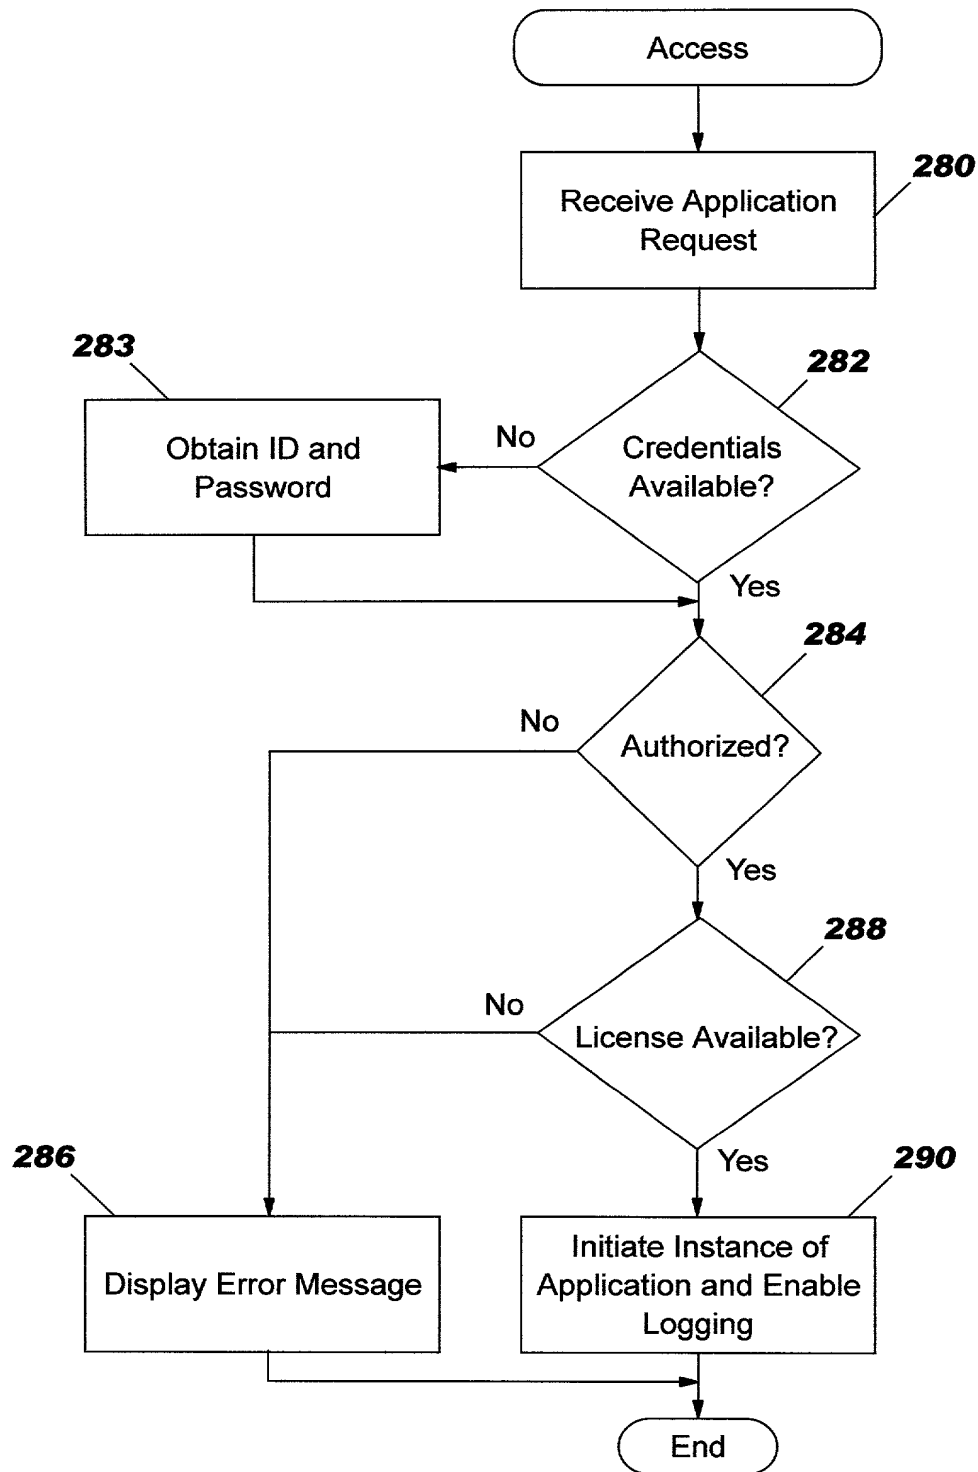 Access
280
Receive Application
Request
283
282
Obtain ID and
Password
No
Credentials
Available?
Yes
284
No
Authorized?
Yes
288
No
License Available?
286
Yes
290
Display Error Message
Initiate Instance of
Application and Enable
Logging
End